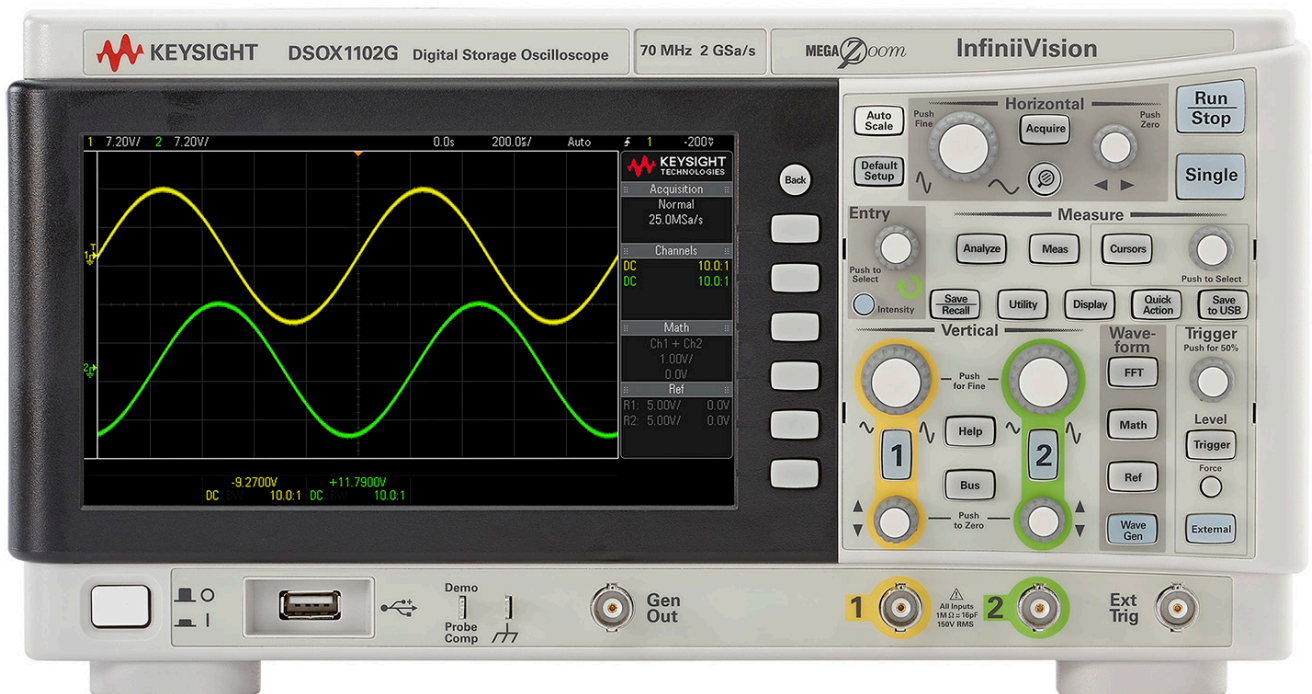 KEYSIGHT DSOX1102G Digital Storage Oscilloscope 70 MHz 2 GSa/s MEGA Zoom InfiniiVision
1 7.20V/ 2 7.20V/ 0.0s 200.0s/ Auto 1 -200V
KEYSIGHT
TECHNOLOGIES
Acquisition
Normal
25.0MSa/s
Channels
DC 10.0:1
DC 10.0:1
Math
Ch1 + Ch2
1.00V/
0.0V
Ref
R1: 5.00V/ 0.0V
R2: 5.00V/ 0.0V
T
1
2
-9.2700V +11.7900V
DC BW 10.0:1 DC BW 10.0:1
Back
Auto
Scale
Default
Setup
Horizontal
Push
Fine
Acquire
Push
Zero
Run
Stop
Single
Entry
Push to
Select
Intensity
Measure
Analyze
Meas
Cursors
Push to Select
Save
Recall
Utility
Display
Quick
Action
Save
to USB
Vertical
Push
for Fine
1
Help
2
Bus
Push
to Zero
Wave-
form
FFT
Math
Ref
Wave
Gen
Trigger
Push for 50%
Level
Trigger
Force
External
Demo
Probe
Comp
Gen
Out
1
All Inputs
1M Ω = 16pF
150V RMS
2
Ext
Trig